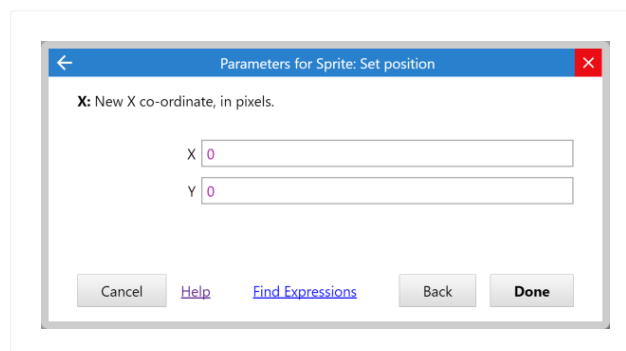 Parameters for Sprite: Set position
X: New X co-ordinate, in pixels.
X 0
Y 0
Cancel Help Find Expressions Back Done